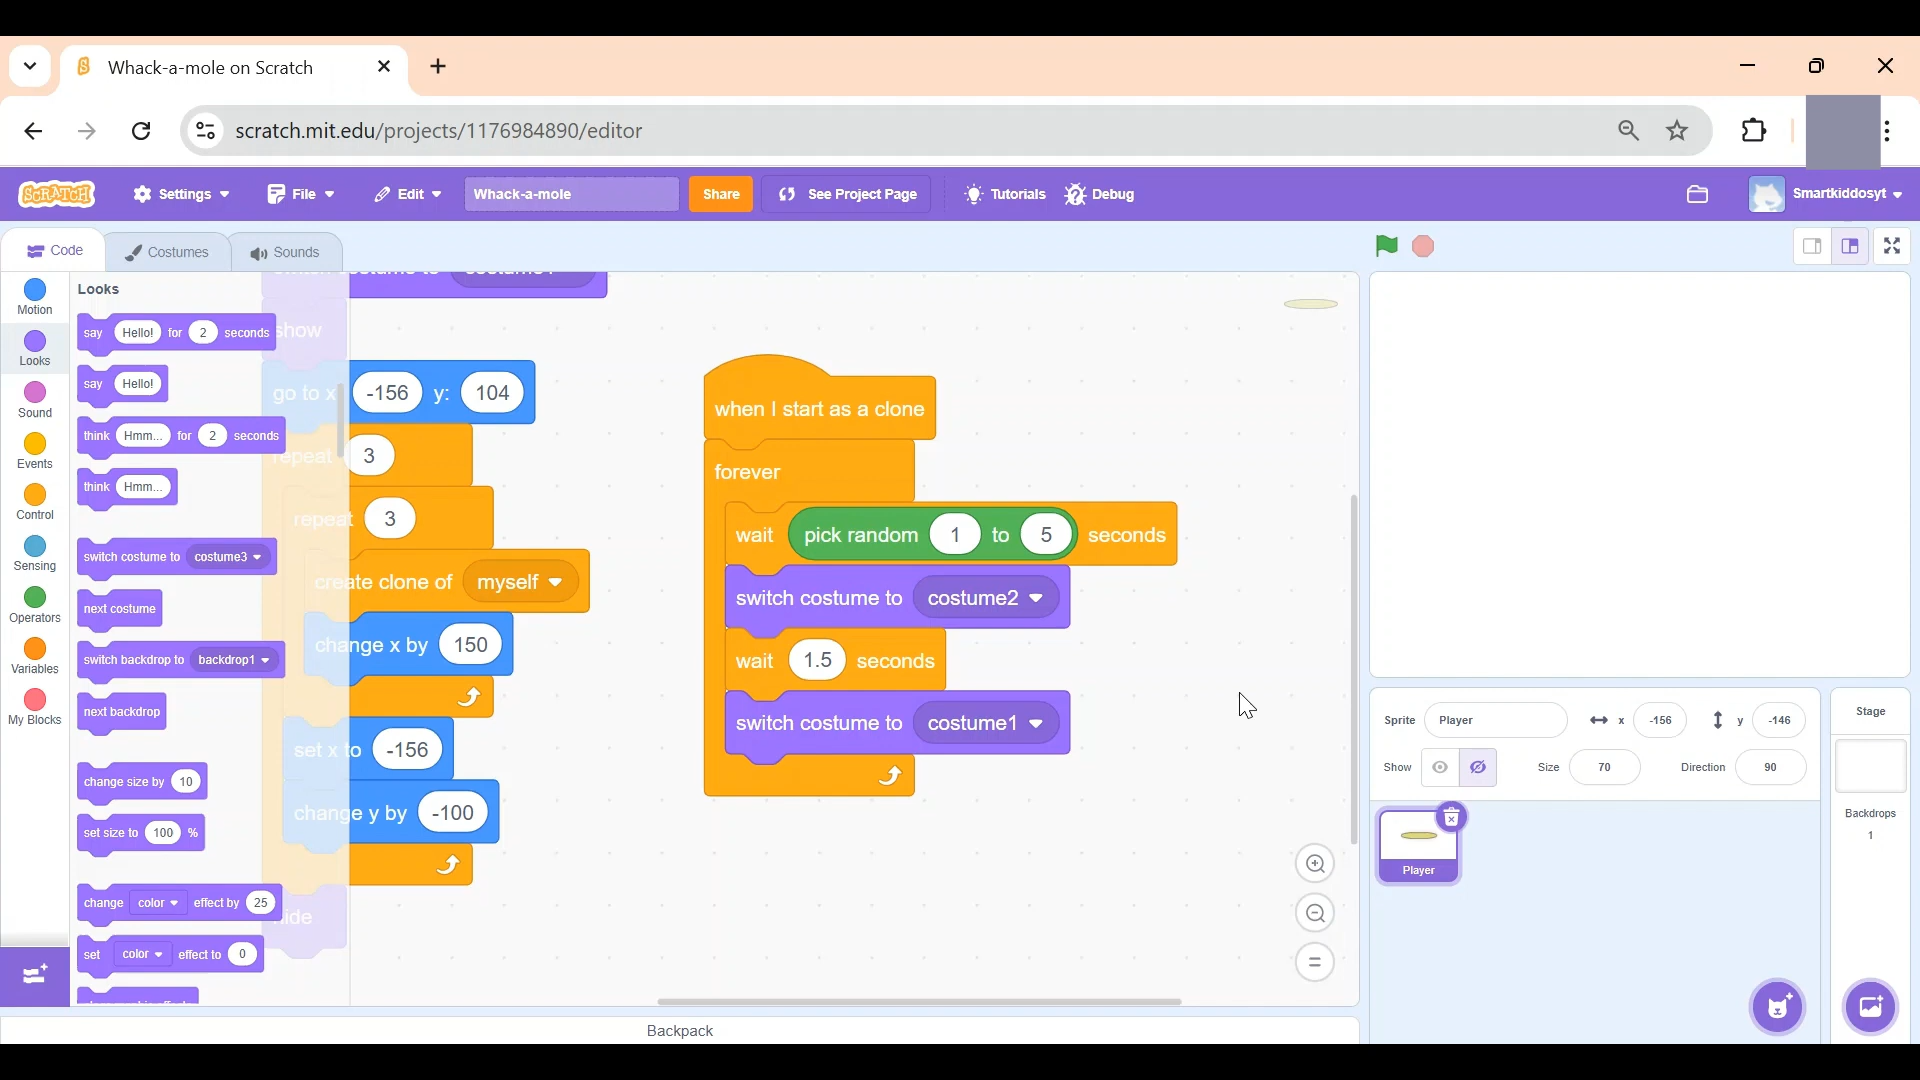 Whack-a-mole on Scratch
scratch.mit.edu/projects/1176984890/editor
SCRATCH Settings File Edit Whack-a-mole Share See Project Page Tutorials Debug Smartkiddosyt
Code Costumes Sounds
Motion
Looks
Sound
Events
Control
Sensing
Operators
Variables
My Blocks
Looks
say Hello! for 2 seconds
say Hello!
think Hmm... for 2 seconds
think Hmm...
switch costume to costume3
next costume
switch backdrop to backdrop1
next backdrop
change size by 10
set size to 100 %
change color effect by 25
set color effect to 0
show
go to x -156 y: 104
repeat 3
repeat 3
create clone of myself
change x by 150
set x to -156
change y by -100
hide
when I start as a clone
forever
wait pick random 1 to 5 seconds
switch costume to costume2
wait 1.5 seconds
switch costume to costume1
Backpack
Sprite Player x -156 y -146
Show Size 70 Direction 90
Player
Stage
Backdrops
1